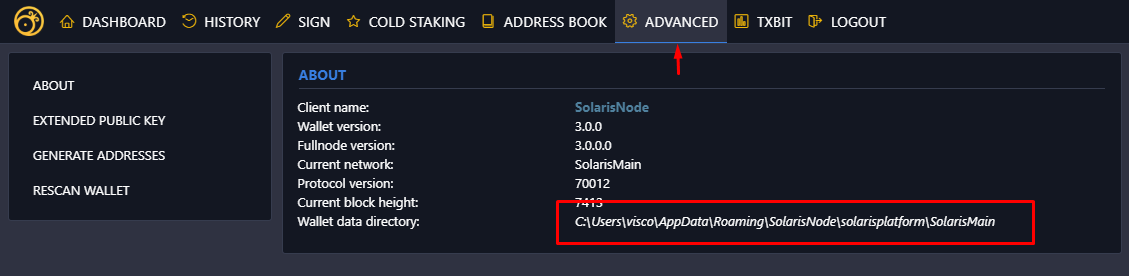 DASHBOARD HISTORY SIGN COLD STAKING ADDRESS BOOK ADVANCED TXBIT LOGOUT
ABOUT
EXTENDED PUBLIC KEY
GENERATE ADDRESSES
RESCAN WALLET
ABOUT
Client name: SolarisNode
Wallet version: 3.0.0
Fullnode version: 3.0.0.0
Current network: SolarisMain
Protocol version: 70012
Current block height: 7413
Wallet data directory: C:\Users\visco\AppData\Roaming\SolarisNode\solarisplatform\SolarisMain